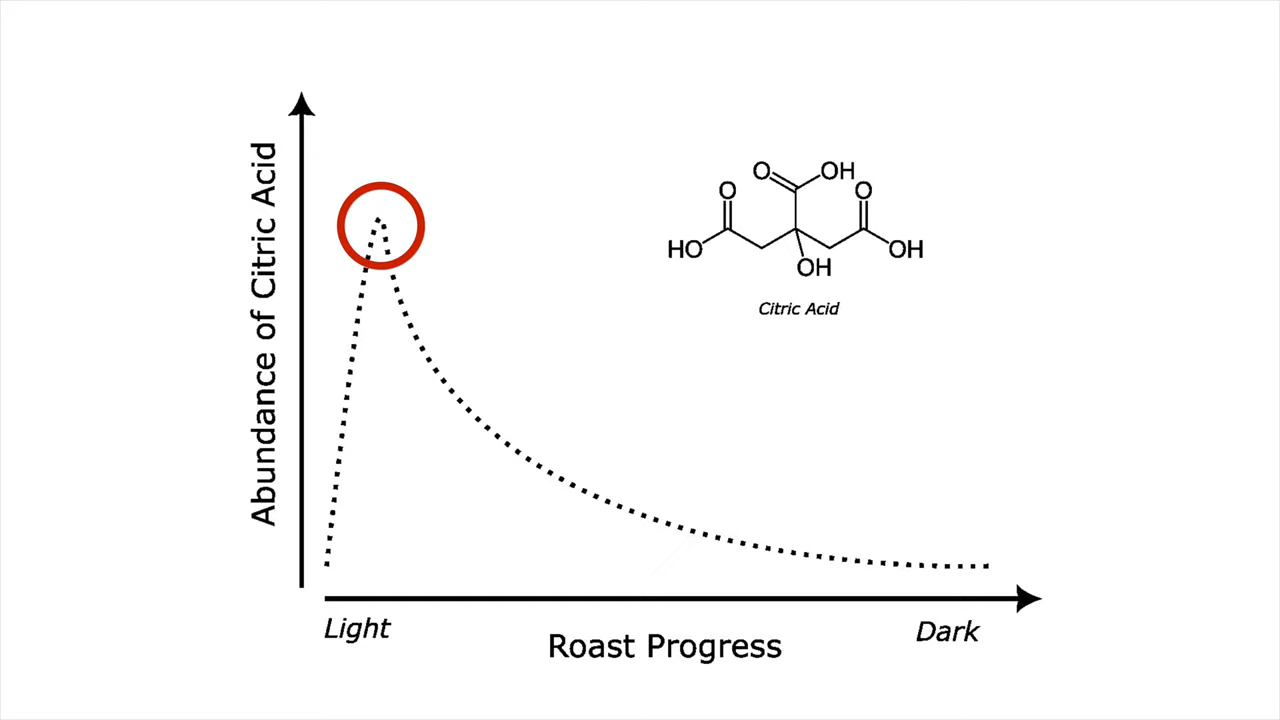 Abundance of Citric Acid
O
OH
O
O
HO
OH
OH
Citric Acid
Light
Dark
Roast Progress